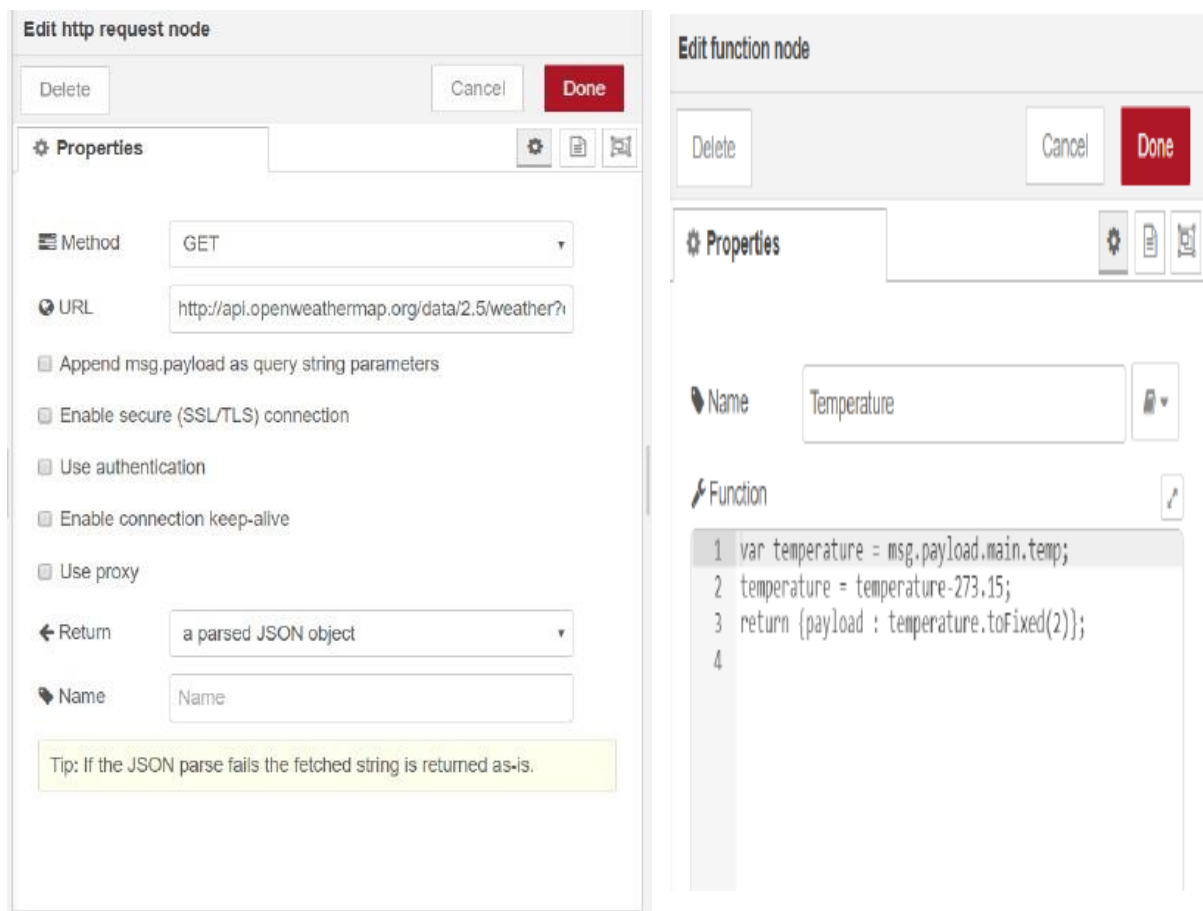 Edit http request node
Delete
Cancel
Done
Properties
Method
GET
URL
http://api.openweathermap.org/data/2.5/weather?
Append msg.payload as query string parameters
Enable secure (SSL/TLS) connection
Use authentication
Enable connection keep-alive
Use proxy
Return
a parsed JSON object
Name
Name
Tip: If the JSON parse fails the fetched string is returned as-is.
Edit function node
Delete
Cancel
Done
Properties
Name
Temperature
Function
1 var temperature = msg.payload.main.temp;
2 temperature = temperature-273.15;
3 return {payload : temperature.toFixed(2)};
4